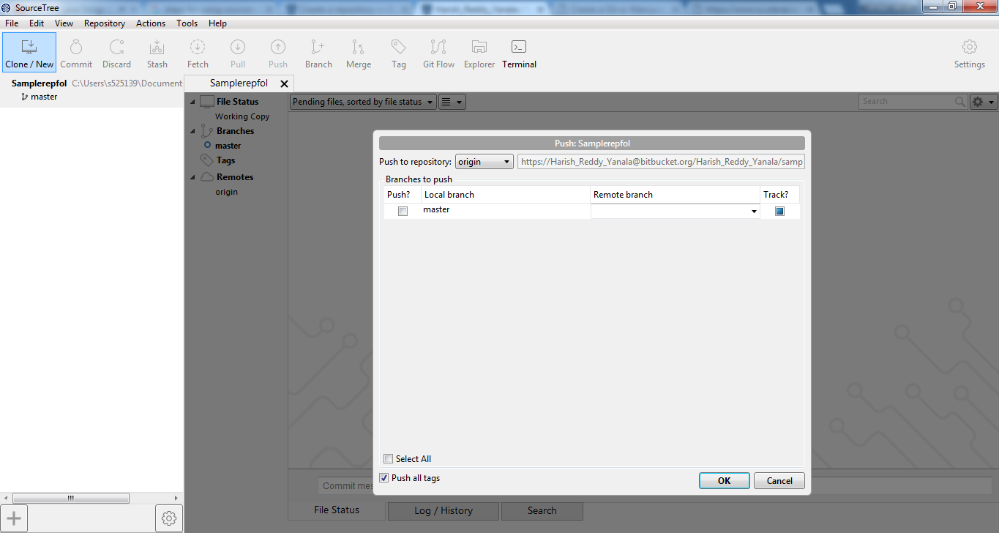 SourceTree
File Edit View Repository Actions Tools Help
Clone / New Commit Discard Stash Fetch Pull Push Branch Merge Tag Git Flow Explorer Terminal Settings
Samplerepfol C:\Users\s525139\Document
master
Samplerepfol
File Status
Working Copy
Branches
master
Tags
Remotes
origin
Pending files, sorted by file status
Search
Push: Samplerepfol
Push to repository: origin https://Harish_Reddy_Yanala@bitbucket.org/Harish_Reddy_Yanala/samp
Branches to push
Push? Local branch Remote branch Track?
master
Select All
Push all tags
OK Cancel
Commit mes
File Status Log / History Search